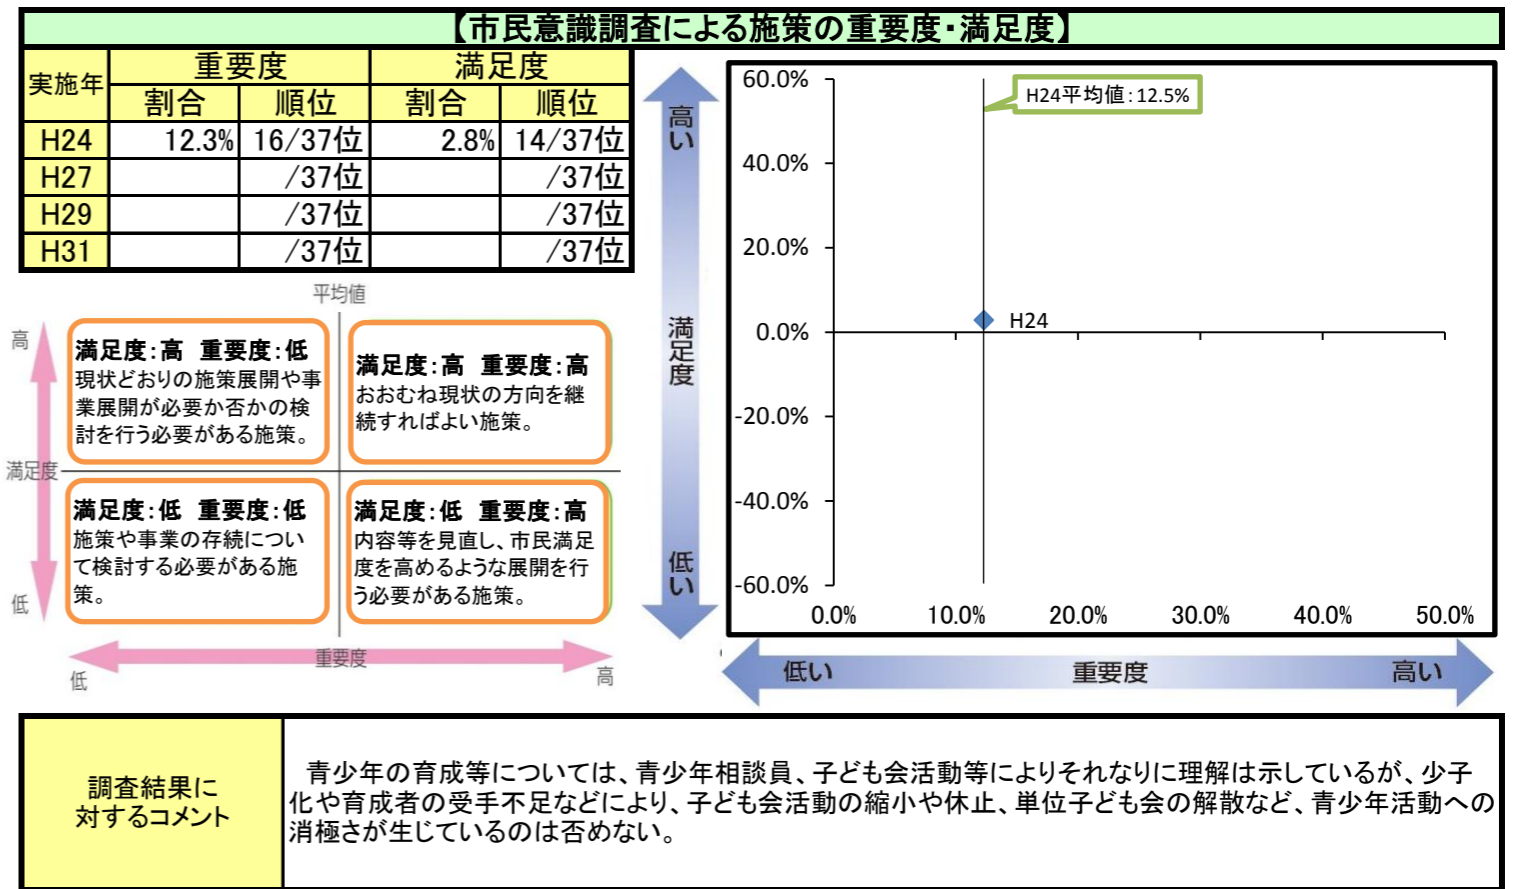 【市民意識調査による施策の重要度・満足度】
実施年 重要度 満足度
割合 順位 割合 順位
H24 12.3% 16/37位 2.8% 14/37位
H27 /37位 /37位
H29 /37位 /37位
H31 /37位 /37位
平均値
高
満足度
低
満足度：高 重要度：低
現状どおりの施策展開や事
業展開が必要か否かの検
討を行う必要がある施策。
満足度：高 重要度：高
おおむね現状の方向を継
続すればよい施策。
満足度：低 重要度：低
施策や事業の存続につい
て検討する必要がある施
策。
満足度：低 重要度：高
内容等を見直し、市民満足
度を高めるような展開を行
う必要がある施策。
低 重要度 高
高い
満足度
低い
60.0%
40.0%
20.0%
0.0%
-20.0%
-40.0%
-60.0%
H24平均値：12.5%
H24
0.0% 10.0% 20.0% 30.0% 40.0% 50.0%
低い 重要度 高い
調査結果に
対するコメント
青少年の育成等については、青少年相談員、子ども会活動等によりそれなりに理解は示しているが、少子
化や育成者の受手不足などにより、子ども会活動の縮小や休止、単位子ども会の解散など、青少年活動への
消極さが生じているのは否めない。